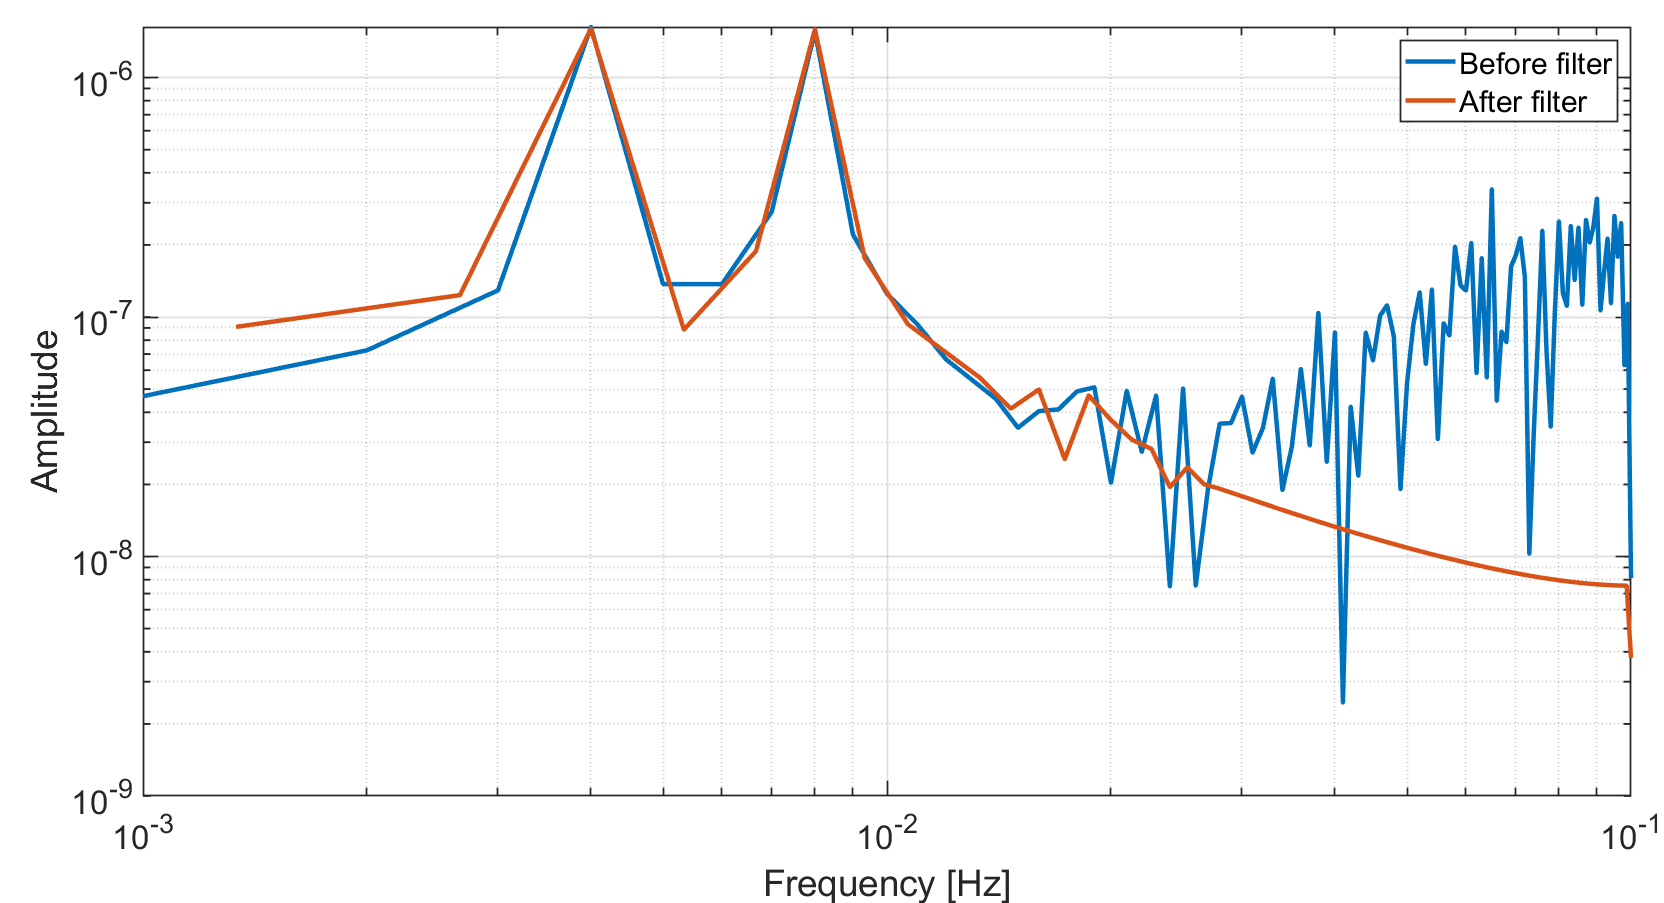 Before filter
After filter
10^-6
10^-7
10^-8
10^-9
Amplitude
10^-3
10^-2
10^-1
Frequency [Hz]